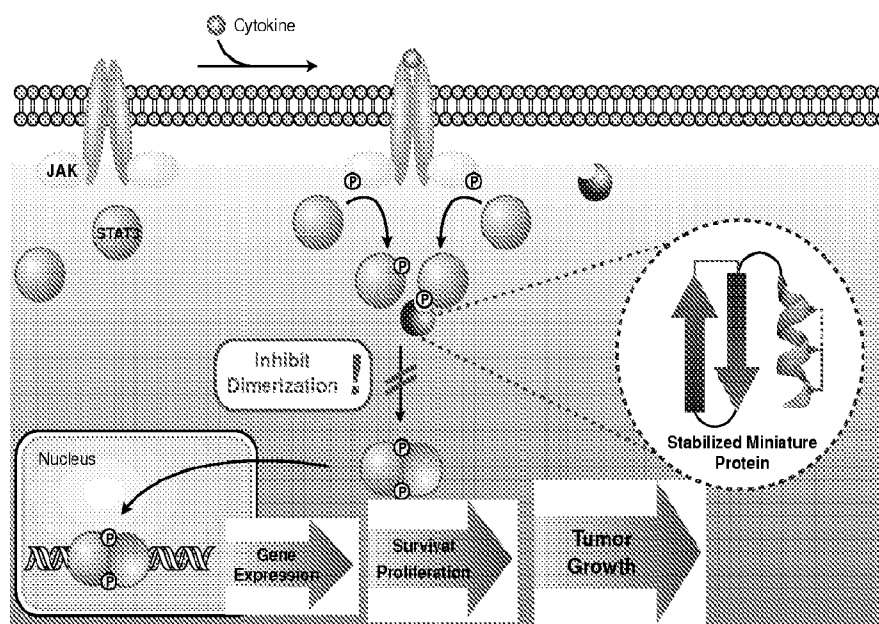 Cytokine
JAK
P
P
STAT3
P
P
Inhibit
Dimerization !
Stabilized Miniature
Protein
P
Nucleus
P
P
P
Gene
Expression
Survival
Proliferation
Tumor
Growth